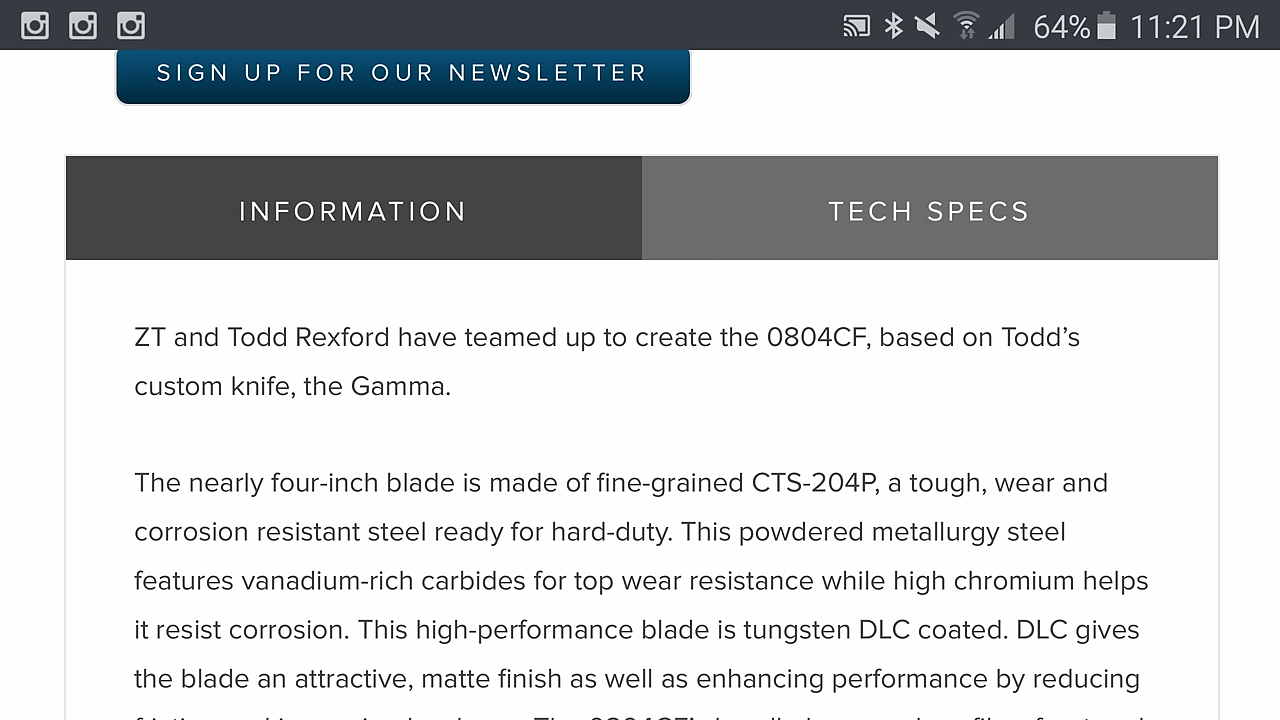 64% 11:21 PM
SIGN UP FOR OUR NEWSLETTER
INFORMATION
TECH SPECS
ZT and Todd Rexford have teamed up to create the 0804CF, based on Todd’s
custom knife, the Gamma.
The nearly four-inch blade is made of fine-grained CTS-204P, a tough, wear and
corrosion resistant steel ready for hard-duty. This powdered metallurgy steel
features vanadium-rich carbides for top wear resistance while high chromium helps
it resist corrosion. This high-performance blade is tungsten DLC coated. DLC gives
the blade an attractive, matte finish as well as enhancing performance by reducing